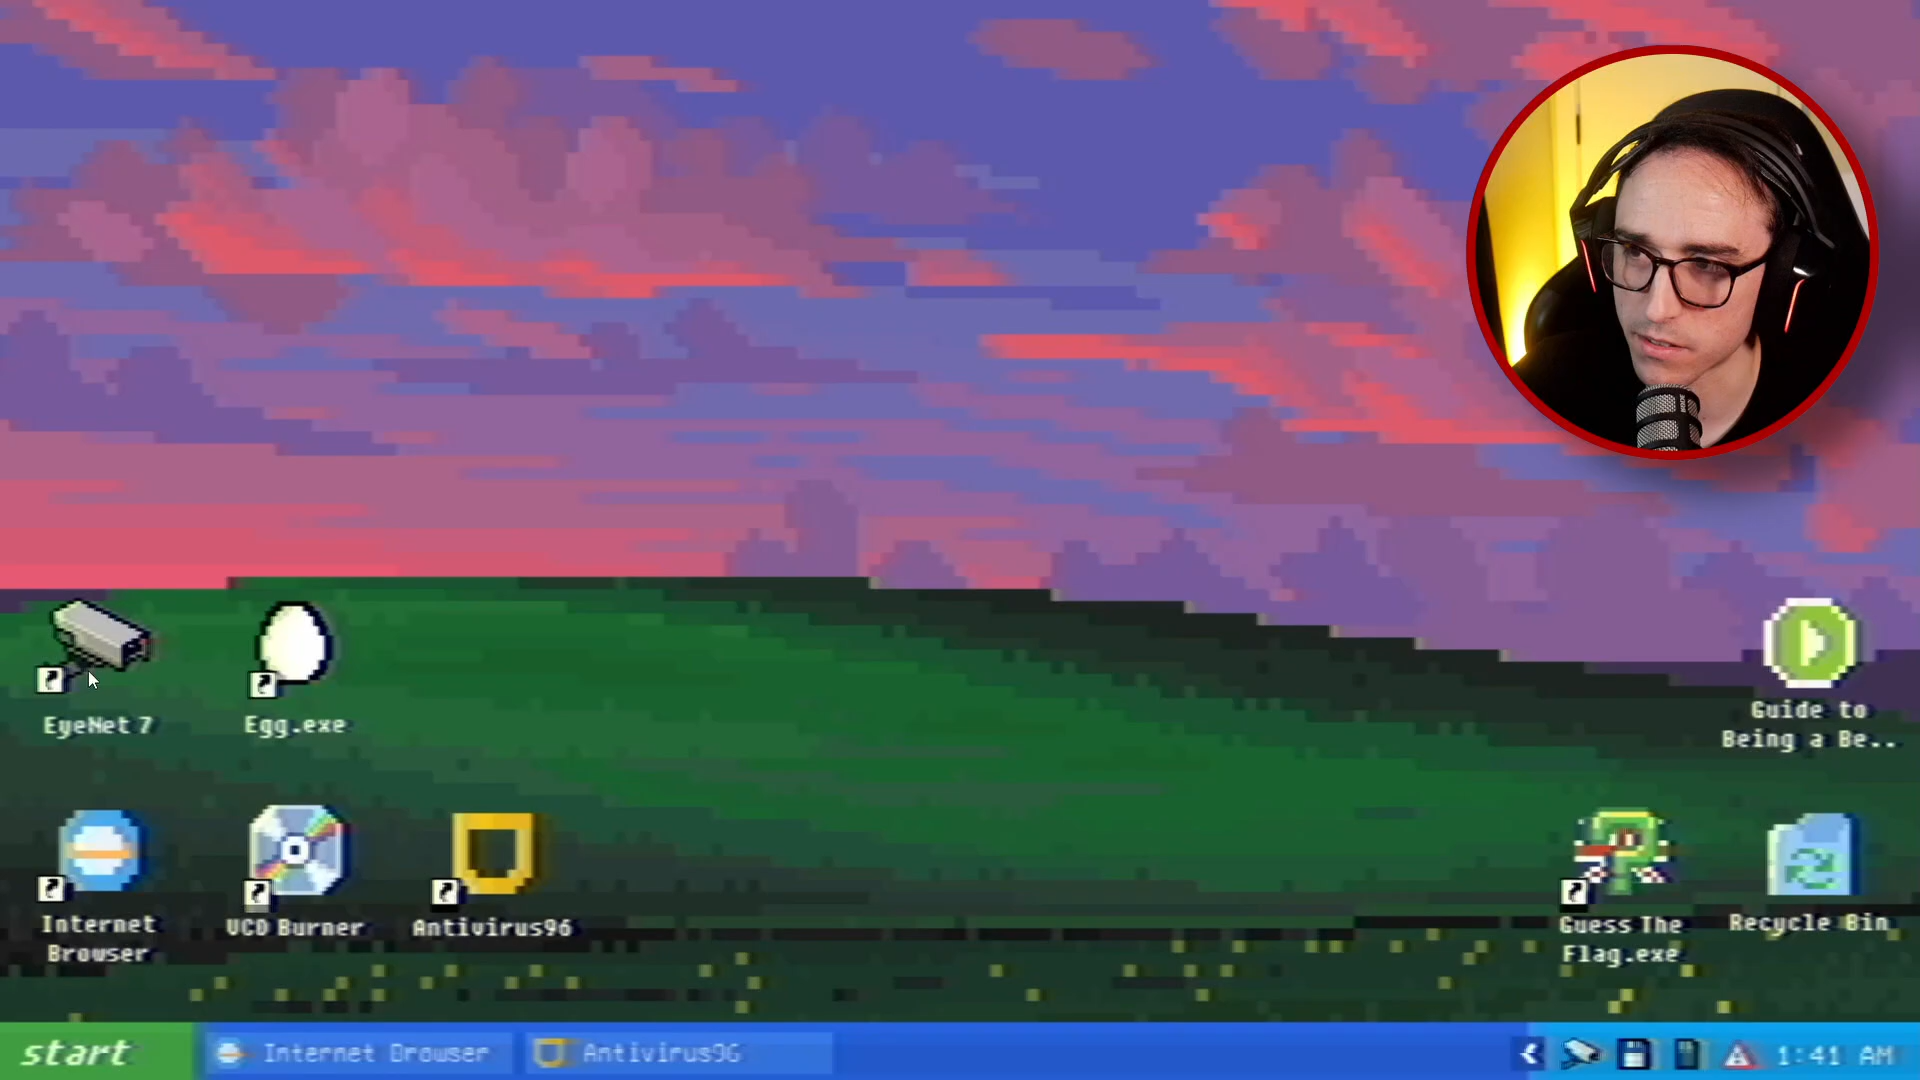 EyeNet 7
Egg.exe
Guide to
Being a Be..
Internet
Browser
VCD Burner
Antivirus96
Guess The
Flag.exe
Recycle Bin
start
Internet Browser
Antivirus96
1:41 AM